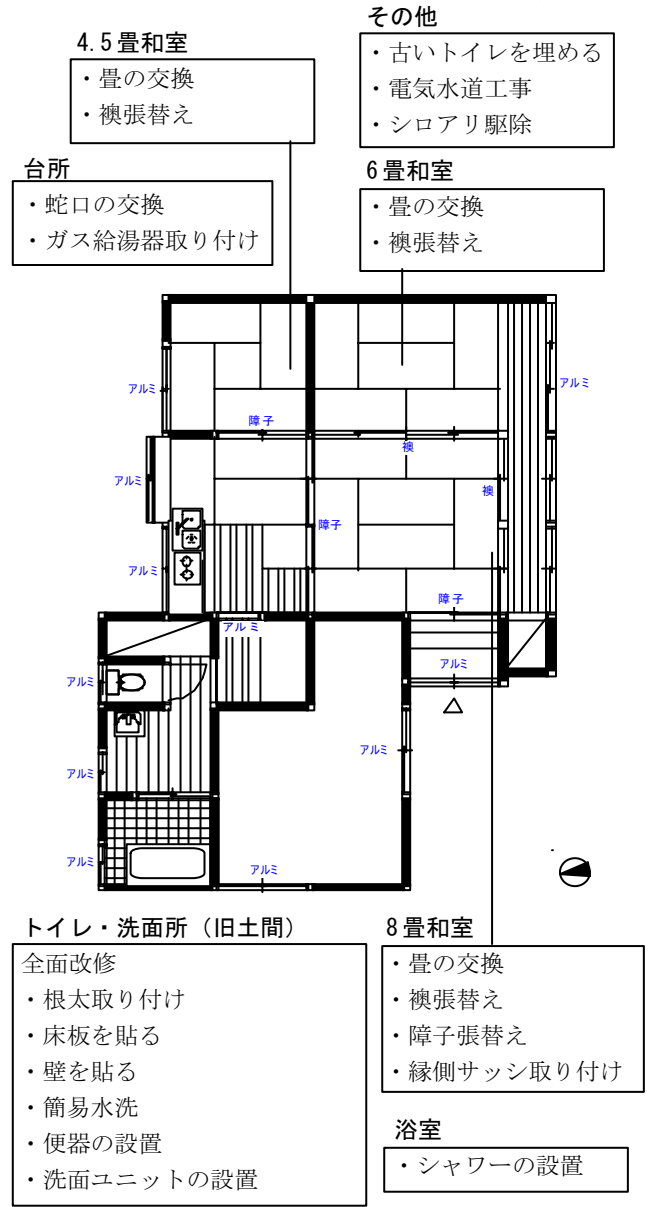 その他
・古いトイレを埋める
・電気水道工事
・シロアリ駆除
4.5畳和室
・畳の交換
・襖張替え
台所
・蛇口の交換
・ガス給湯器取り付け
6畳和室
・畳の交換
・襖張替え
アルミ
アルミ
障子
襖
アルミ
襖
障子
アルミ
障子
アルミ
アルミ
アルミ
アルミ
アルミ
アルミ
アルミ
トイレ・洗面所（旧土間）
全面改修
・根太取り付け
・床板を貼る
・壁を貼る
・簡易水洗
・便器の設置
・洗面ユニットの設置
8畳和室
・畳の交換
・襖張替え
・障子張替え
・縁側サッシ取り付け
浴室
・シャワーの設置